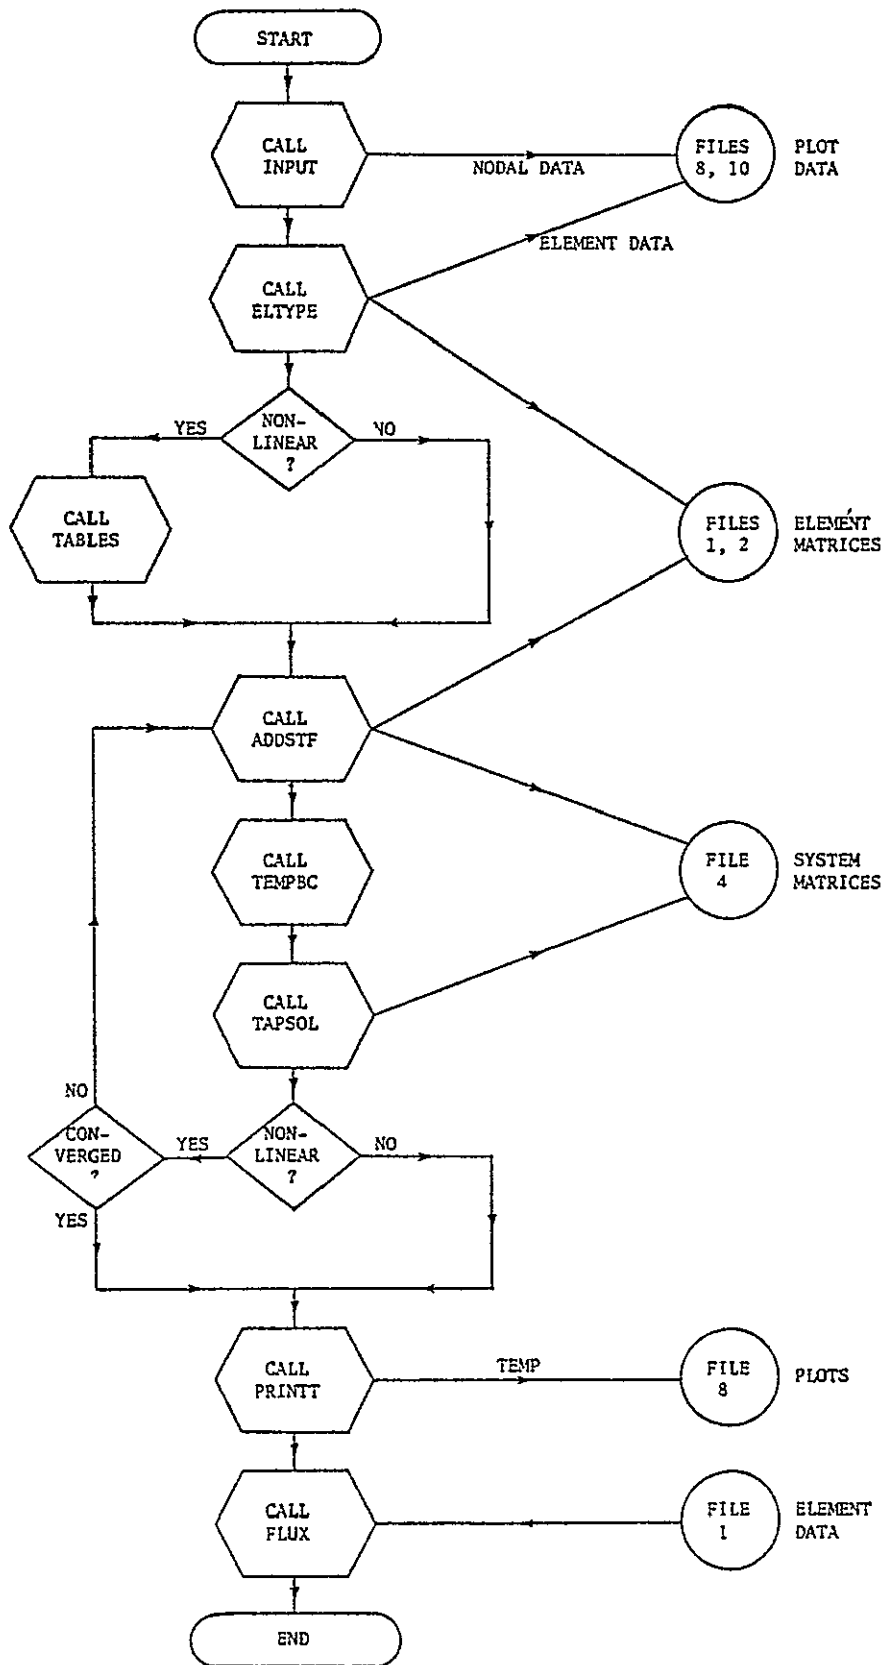 START
CALL
INPUT
NODAL DATA
FILES
8, 10
PLOT
DATA
ELEMENT DATA
CALL
ELTYPE
NON-
LINEAR
?
YES
NO
CALL
TABLES
FILES
1, 2
ELEMENT
MATRICES
CALL
ADDSTF
CALL
TEMPBC
FILE
4
SYSTEM
MATRICES
CALL
TAPSOL
NO
CON-
VERGED
?
YES
YES
NON-
LINEAR
?
NO
CALL
PRINTT
TEMP
FILE
8
PLOTS
CALL
FLUX
FILE
1
ELEMENT
DATA
END